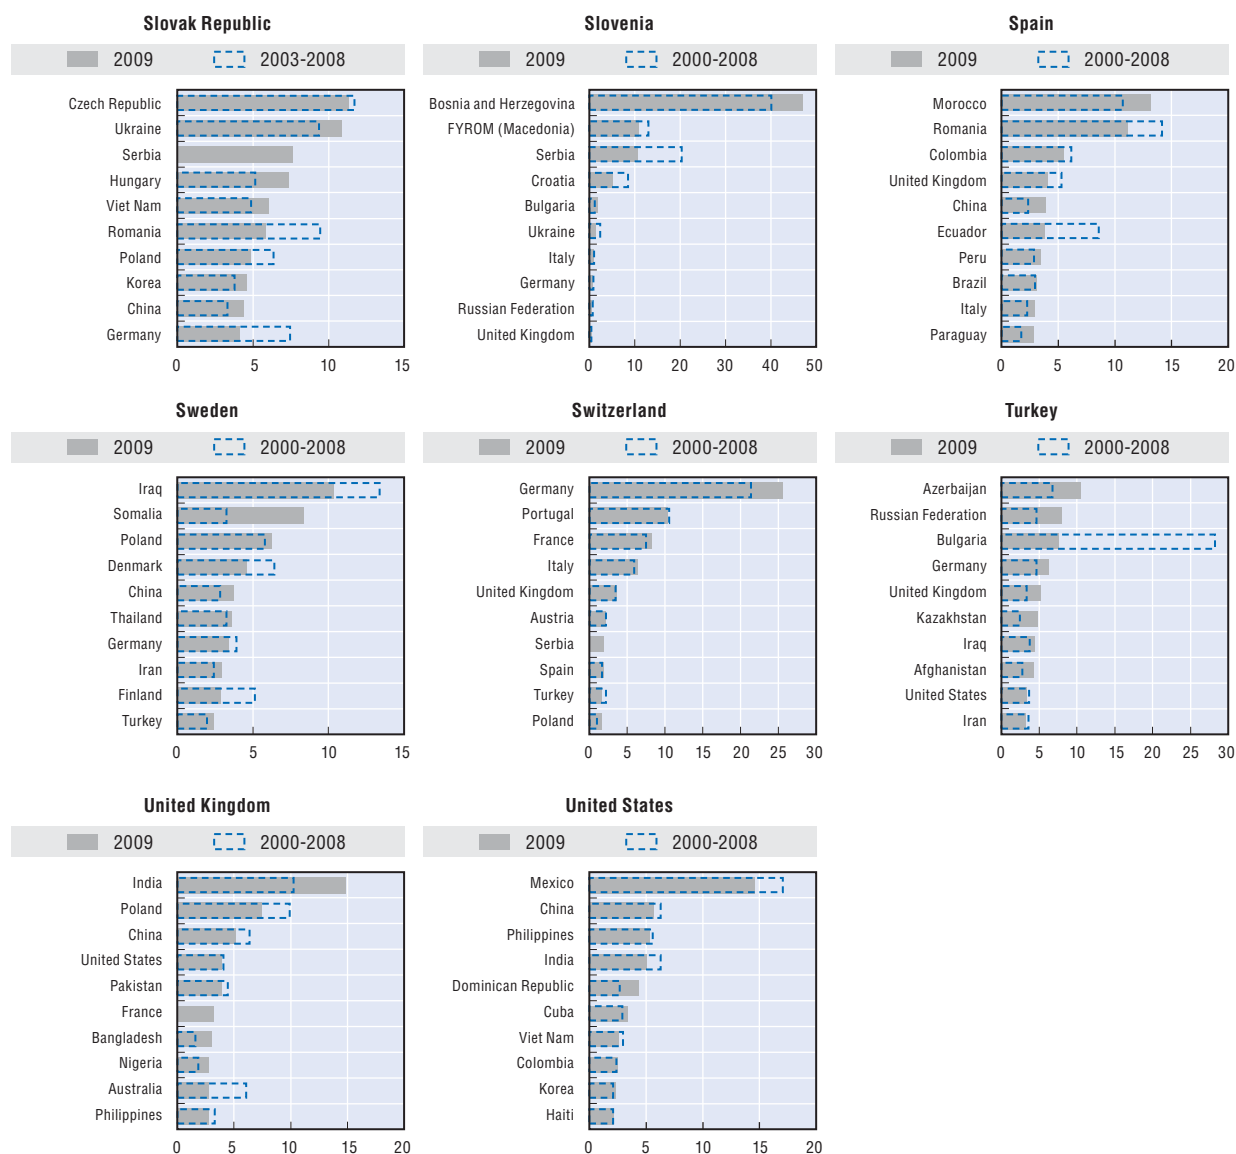 Slovak Republic
2009 2003-2008
Czech Republic
Ukraine
Serbia
Hungary
Viet Nam
Romania
Poland
Korea
China
Germany
0 5 10 15
Slovenia
2009 2000-2008
Bosnia and Herzegovina
FYROM (Macedonia)
Serbia
Croatia
Bulgaria
Ukraine
Italy
Germany
Russian Federation
United Kingdom
0 10 20 30 40 50
Spain
2009 2000-2008
Morocco
Romania
Colombia
United Kingdom
China
Ecuador
Peru
Brazil
Italy
Paraguay
0 5 10 15 20
Sweden
2009 2000-2008
Iraq
Somalia
Poland
Denmark
China
Thailand
Germany
Iran
Finland
Turkey
0 5 10 15
Switzerland
2009 2000-2008
Germany
Portugal
France
Italy
United Kingdom
Austria
Serbia
Spain
Turkey
Poland
0 5 10 15 20 25 30
Turkey
2009 2000-2008
Azerbaijan
Russian Federation
Bulgaria
Germany
United Kingdom
Kazakhstan
Iraq
Afghanistan
United States
Iran
0 5 10 15 20 25 30
United Kingdom
2009 2000-2008
India
Poland
China
United States
Pakistan
France
Bangladesh
Nigeria
Australia
Philippines
0 5 10 15 20
United States
2009 2000-2008
Mexico
China
Philippines
India
Dominican Republic
Cuba
Viet Nam
Colombia
Korea
Haiti
0 5 10 15 20